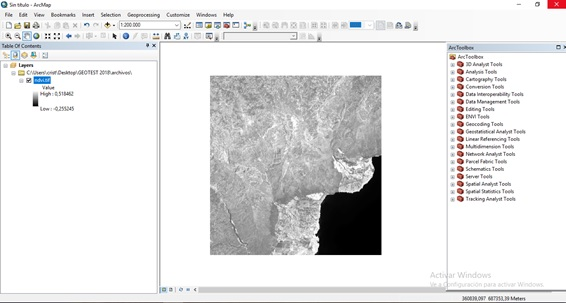 Sin título - ArcMap
File Edit View Bookmarks Insert Selection Geoprocessing Customize Windows Help
1:200.000
Table Of Contents
Layers
C:\Users\crist\Desktop\GEOTEST 2018\archivos\
ndvi.tif
Value
High : 0,518462
Low : -0,255245
ArcToolbox
ArcToolbox
3D Analyst Tools
Analysis Tools
Cartography Tools
Conversion Tools
Data Interoperability Tools
Data Management Tools
Editing Tools
ENVI Tools
Geocoding Tools
Geostatistical Analyst Tools
Linear Referencing Tools
Multidimension Tools
Network Analyst Tools
Parcel Fabric Tools
Schematics Tools
Server Tools
Spatial Analyst Tools
Spatial Statistics Tools
Tracking Analyst Tools
Activar Windows
Ve a Configuración para activar Windows.
360839,097 687353,39 Meters